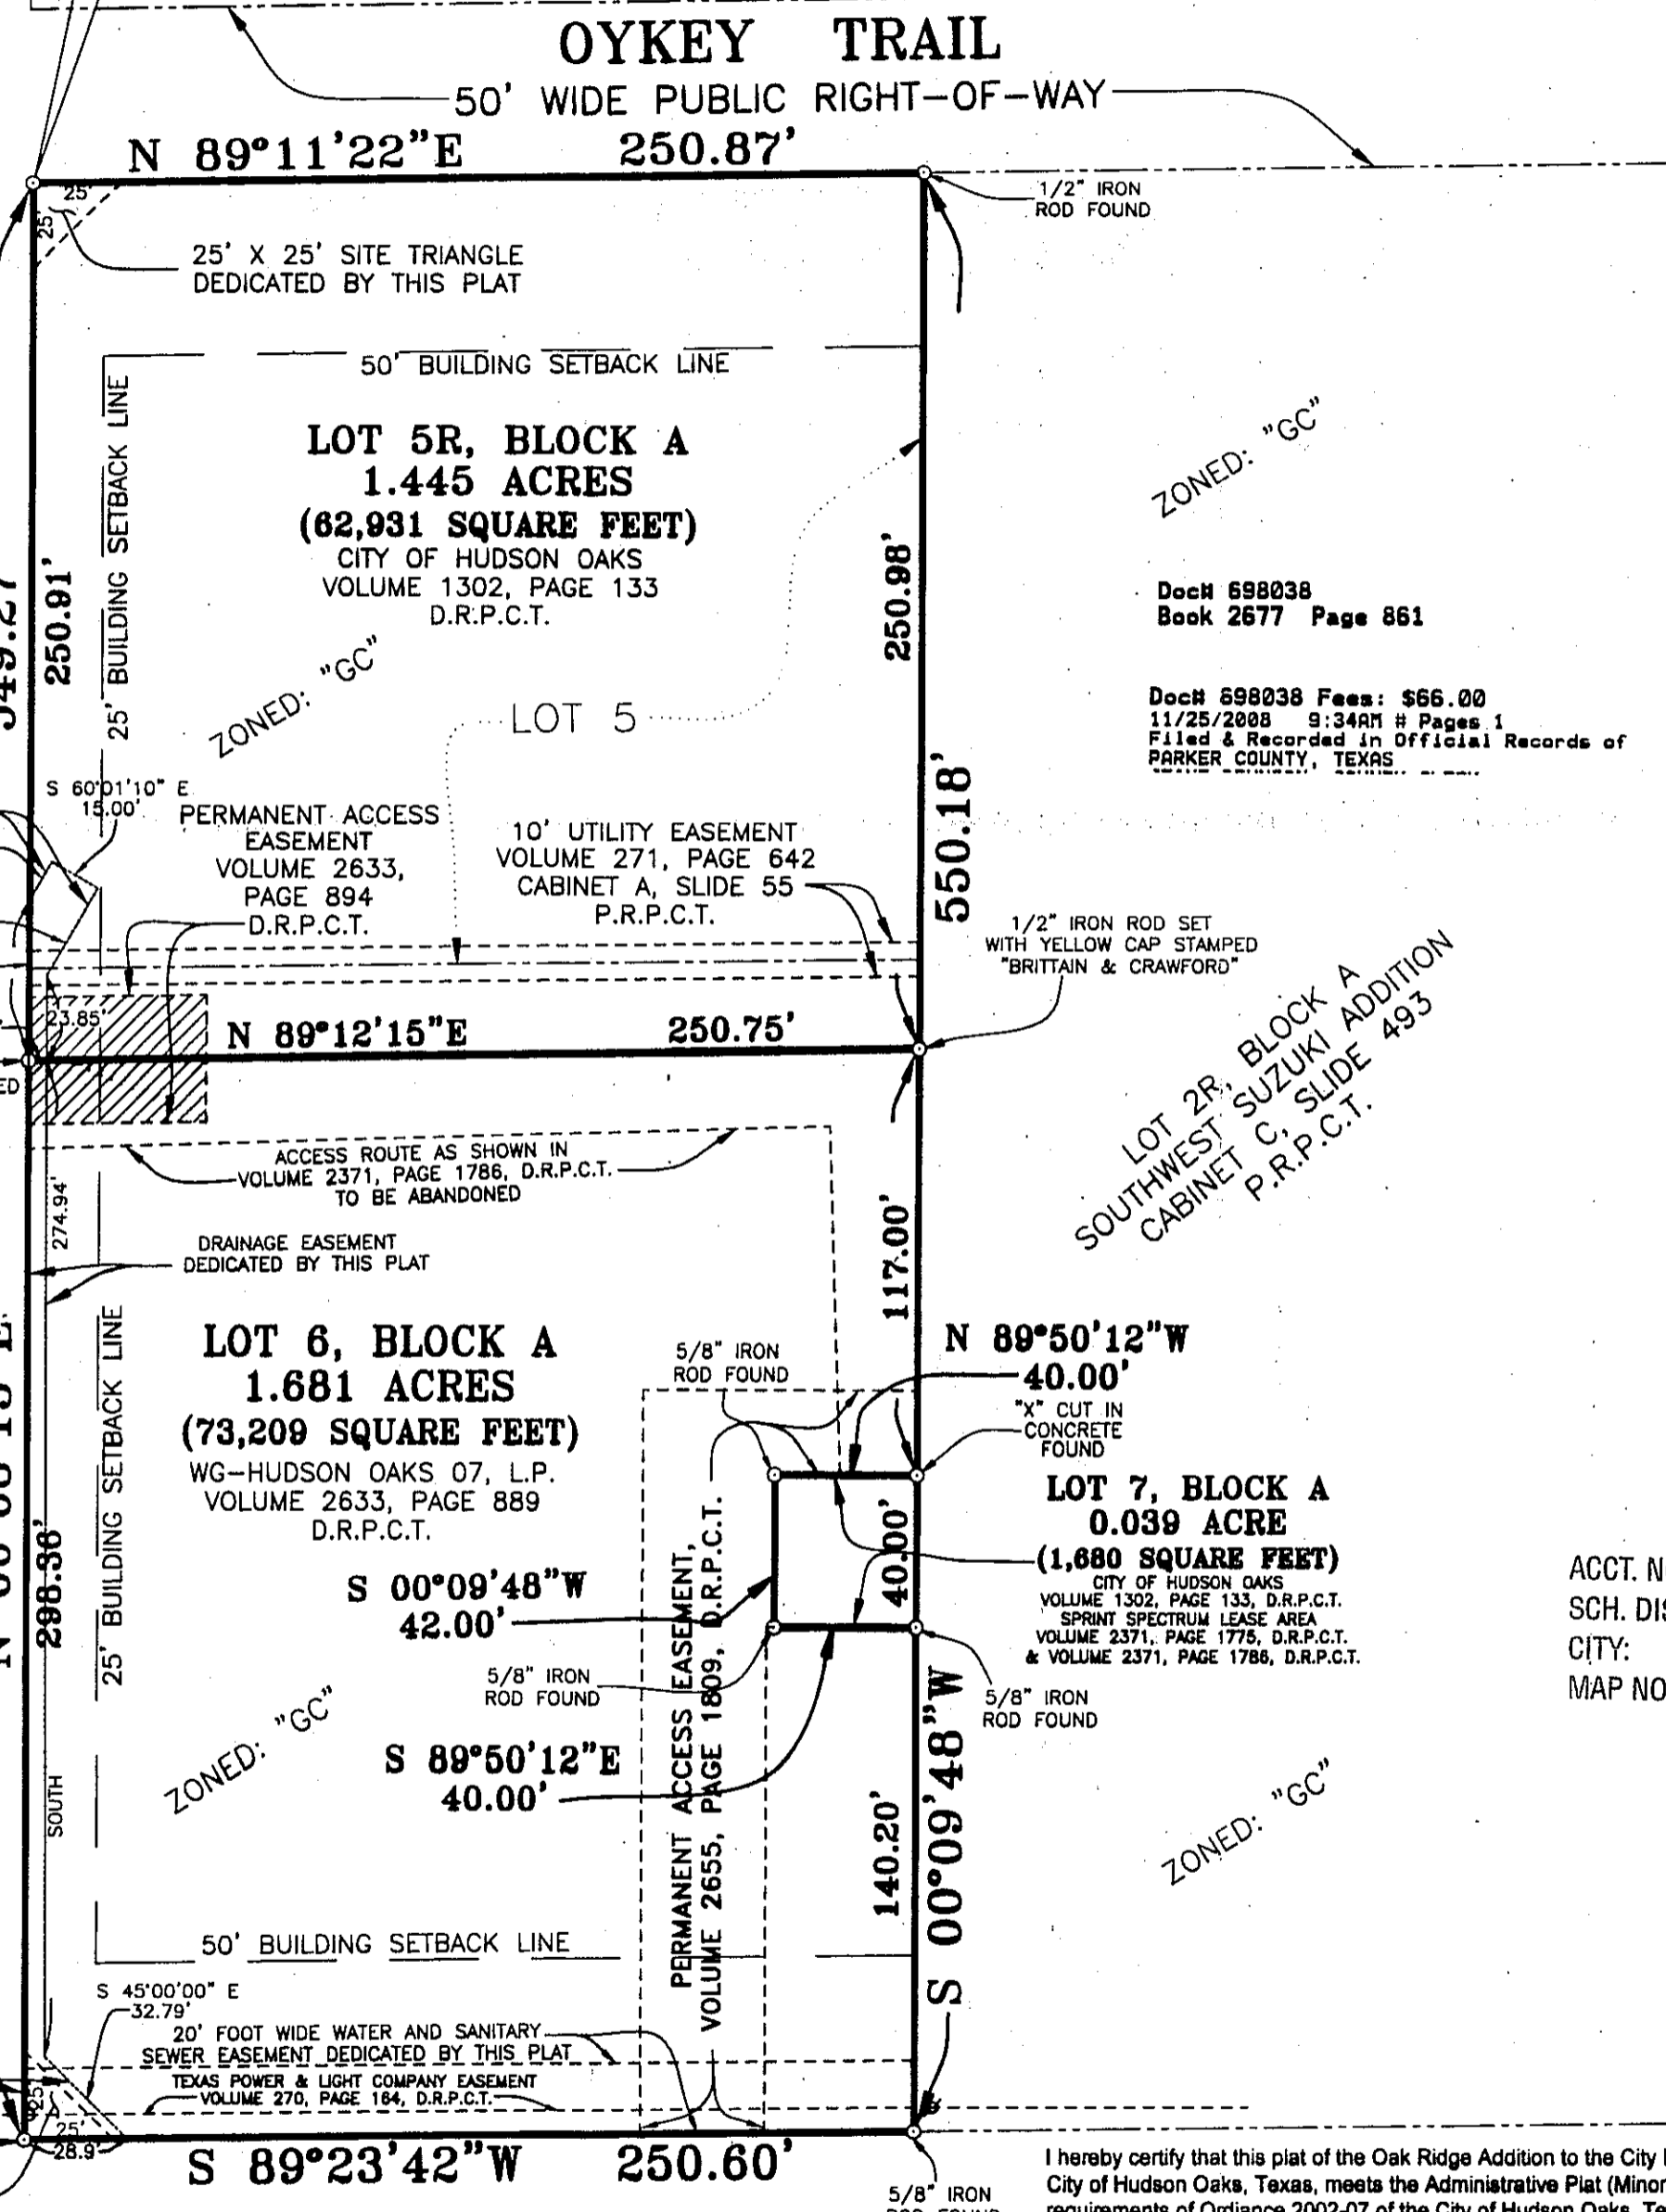 OYKEY TRAIL
50' WIDE PUBLIC RIGHT-OF-WAY
N 89°11'22"E 250.87'
25'
25'
1/2" IRON
ROD FOUND
25' X 25' SITE TRIANGLE
DEDICATED BY THIS PLAT
50' BUILDING SETBACK LINE
25' BUILDING SETBACK LINE
LOT 5R, BLOCK A
1.445 ACRES
(62,931 SQUARE FEET)
CITY OF HUDSON OAKS
VOLUME 1302, PAGE 133
D.R.P.C.T.
ZONED: "GC"
ZONED: "GC"
250.91'
250.98'
Doc# 698038
Book 2677 Page 861
Doc# 698038 Fees: $66.00
11/25/2008 9:34AM # Pages 1
Filed & Recorded in Official Records of
PARKER COUNTY, TEXAS
LOT 5
550.18'
S 60°01'10" E
15.00'
PERMANENT ACCESS
EASEMENT
VOLUME 2633,
PAGE 894
D.R.P.C.T.
10' UTILITY EASEMENT
VOLUME 271, PAGE 642
CABINET A, SLIDE 55
P.R.P.C.T.
1/2" IRON ROD SET
WITH YELLOW CAP STAMPED
"BRITTAIN & CRAWFORD"
23.85'
N 89°12'15"E 250.75'
ED
LOT 2R, BLOCK A
SOUTHWEST SUZUKI ADDITION
CABINET C, SLIDE 493
P.R.P.C.T.
ACCESS ROUTE AS SHOWN IN
VOLUME 2371, PAGE 1786, D.R.P.C.T.
TO BE ABANDONED
274.94'
117.00'
DRAINAGE EASEMENT
DEDICATED BY THIS PLAT
LOT 6, BLOCK A
1.681 ACRES
(73,209 SQUARE FEET)
WG-HUDSON OAKS 07, L.P.
VOLUME 2633, PAGE 889
D.R.P.C.T.
25' BUILDING SETBACK LINE
298.36'
5/8" IRON
ROD FOUND
N 89°50'12"W
40.00'
"X" CUT IN
CONCRETE
FOUND
LOT 7, BLOCK A
0.039 ACRE
(1,680 SQUARE FEET)
CITY OF HUDSON OAKS
VOLUME 1302, PAGE 133, D.R.P.C.T.
SPRINT SPECTRUM LEASE AREA
VOLUME 2371, PAGE 1775, D.R.P.C.T.
& VOLUME 2371, PAGE 1786, D.R.P.C.T.
40.00'
S 00°09'48"W
42.00'
5/8" IRON
ROD FOUND
S 89°50'12"E
40.00'
5/8" IRON
ROD FOUND
PERMANENT ACCESS EASEMENT,
VOLUME 2655, PAGE 1809, D.R.P.C.T.
ACCT. N
SCH. DI
CITY:
MAP NO
ZONED: "GC"
ZONED: "GC"
SOUTH
140.20'
S 00°09'48"W
50' BUILDING SETBACK LINE
S 45°00'00" E
32.79'
20' FOOT WIDE WATER AND SANITARY
SEWER EASEMENT DEDICATED BY THIS PLAT
TEXAS POWER & LIGHT COMPANY EASEMENT
VOLUME 270, PAGE 164, D.R.P.C.T.
25'
25'
28.9'
S 89°23'42"W 250.60'
5/8" IRON
I hereby certify that this plat of the Oak Ridge Addition to the City
City of Hudson Oaks, Texas, meets the Administrative Plat (Minor
requirements of Ordiance 2002-07 of the City of Hudson Oaks,